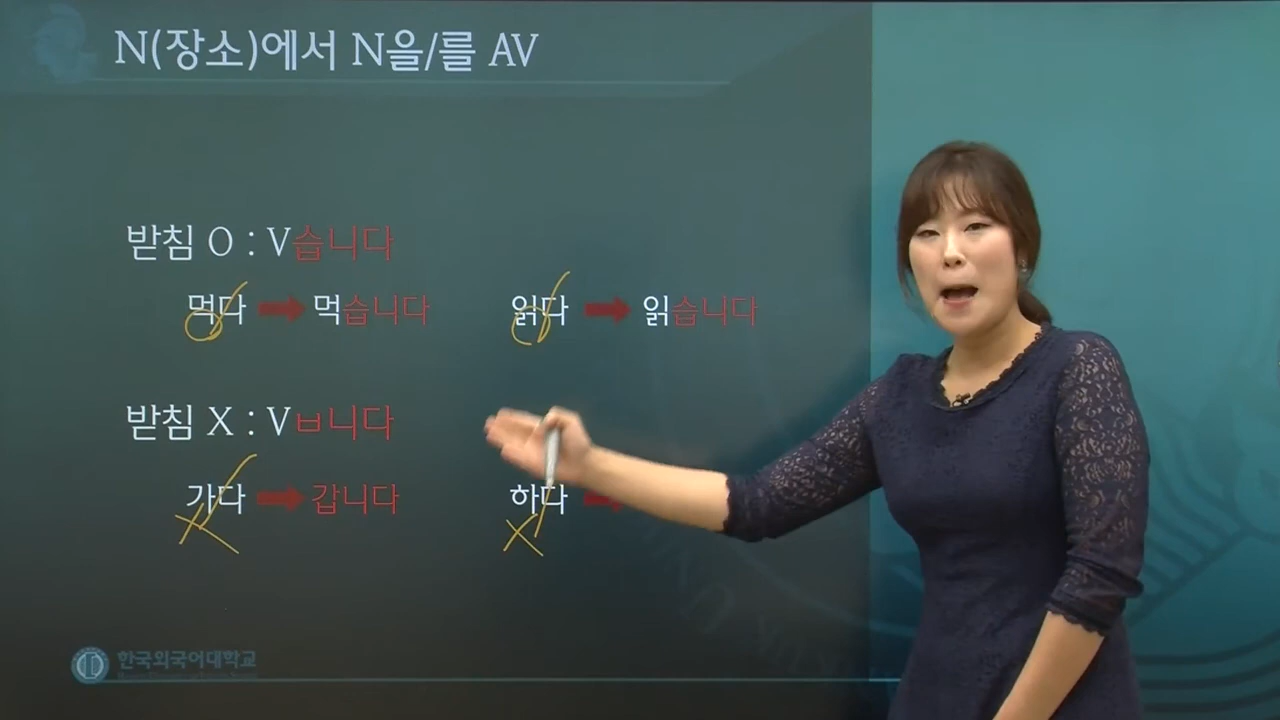 N(장소)에서 N을/를 AV
받침 O : V습니다
먹다 → 먹습니다 읽다 → 읽습니다
받침 X : Vㅂ니다
가다 → 갑니다 하다 →
한국외국어대학교